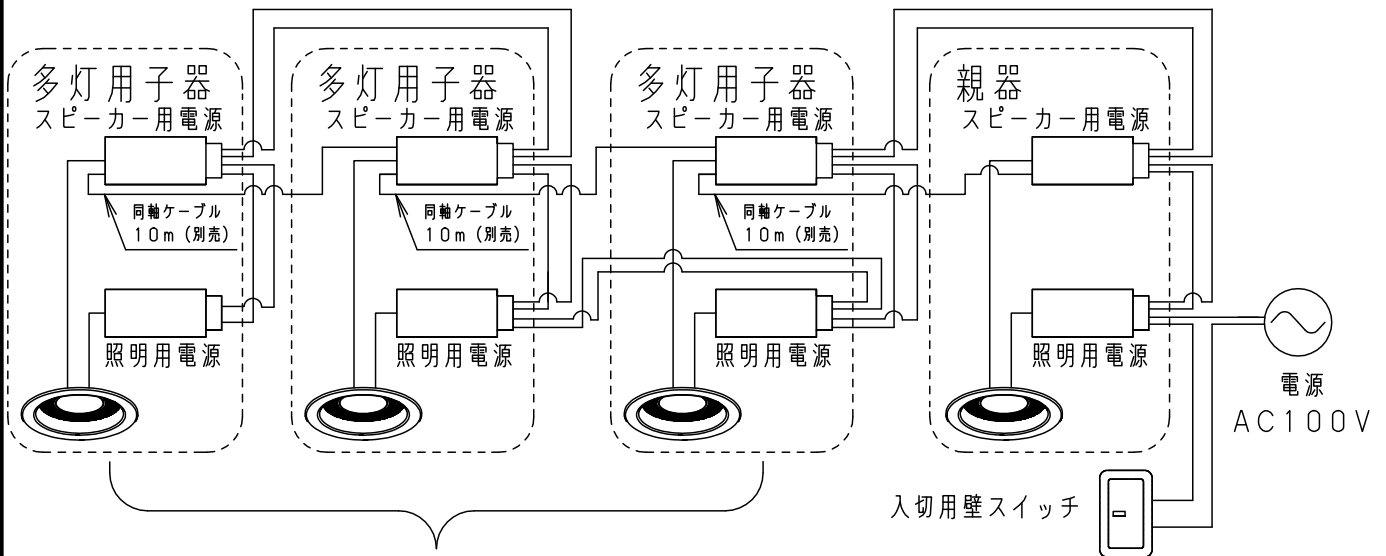 多灯用子器
スピーカー用電源
同軸ケーブル
10m(別売)
照明用電源
多灯用子器
スピーカー用電源
同軸ケーブル
10m(別売)
照明用電源
多灯用子器
スピーカー用電源
同軸ケーブル
10m(別売)
照明用電源
親器
スピーカー用電源
照明用電源
電源
AC100V
入切用壁スイッチ